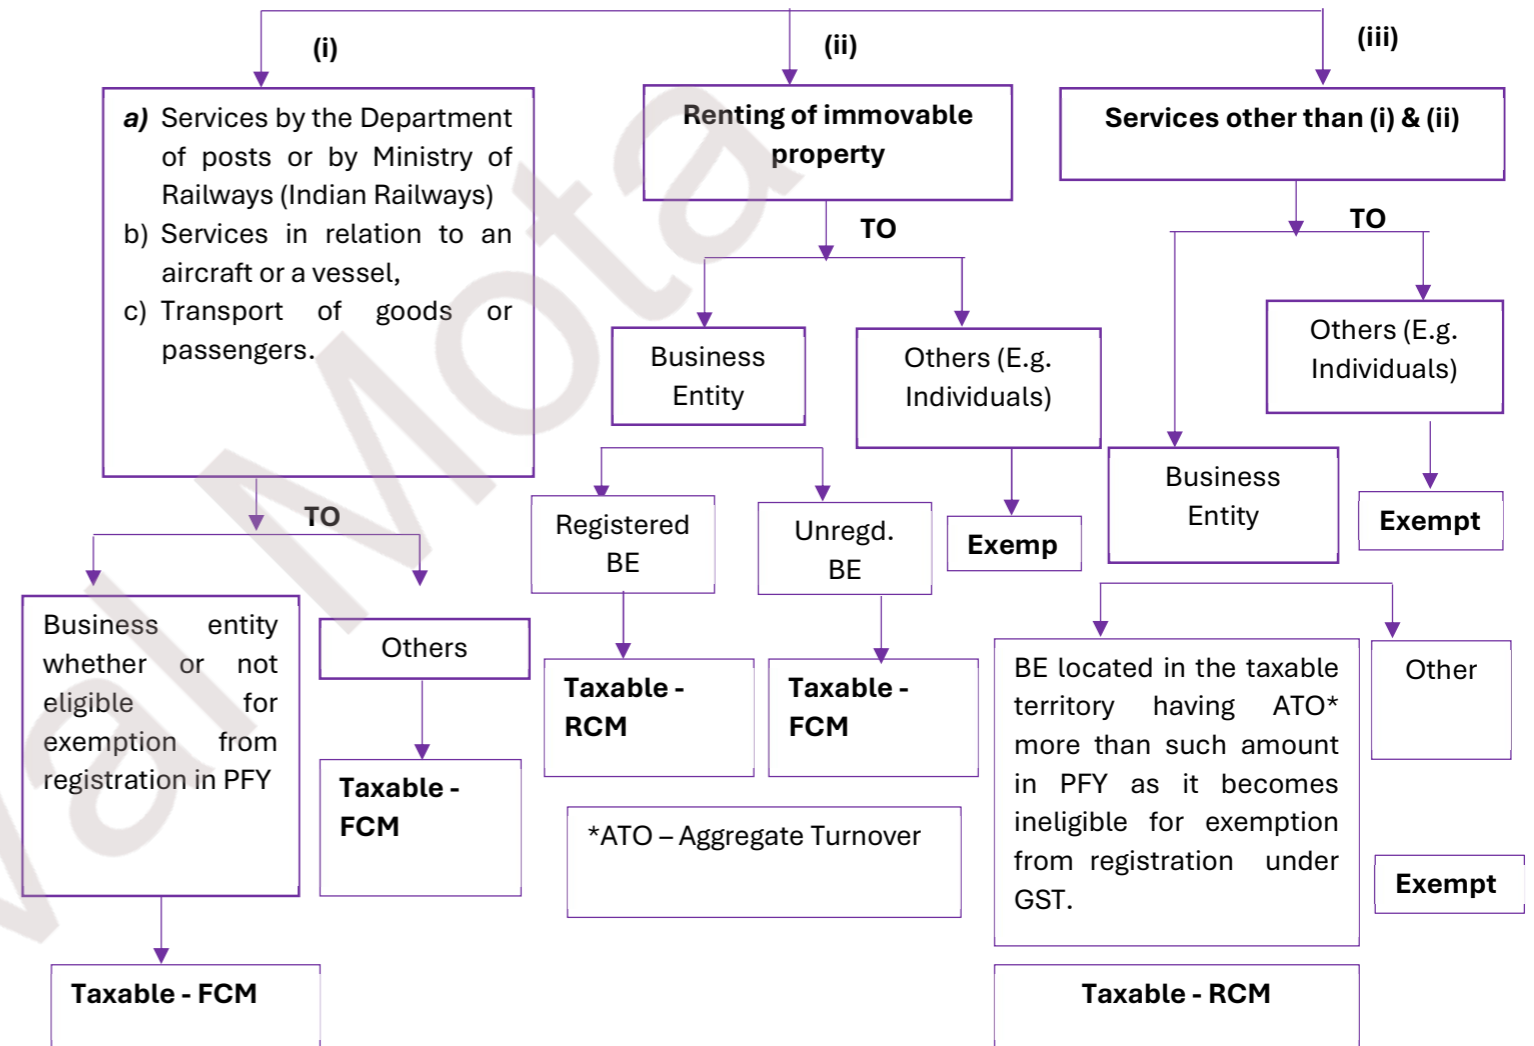 (i)
(ii)
(iii)
a) Services by the Department
of posts or by Ministry of
Railways (Indian Railways)
b) Services in relation to an
aircraft or a vessel,
c) Transport of goods or
passengers.
TO
Business entity
whether or not
eligible for
exemption from
registration in PFY
Taxable - FCM
Others
Taxable -
FCM
Renting of immovable
property
TO
Business
Entity
Others (E.g.
Individuals)
Registered
BE
Unregd.
BE
Exemp
Taxable -
RCM
Taxable -
FCM
*ATO – Aggregate Turnover
Services other than (i) & (ii)
TO
Others (E.g.
Individuals)
Business
Entity
Exempt
BE located in the taxable
territory having ATO*
more than such amount
in PFY as it becomes
ineligible for exemption
from registration under
GST.
Other
Exempt
Taxable - RCM
val Mota